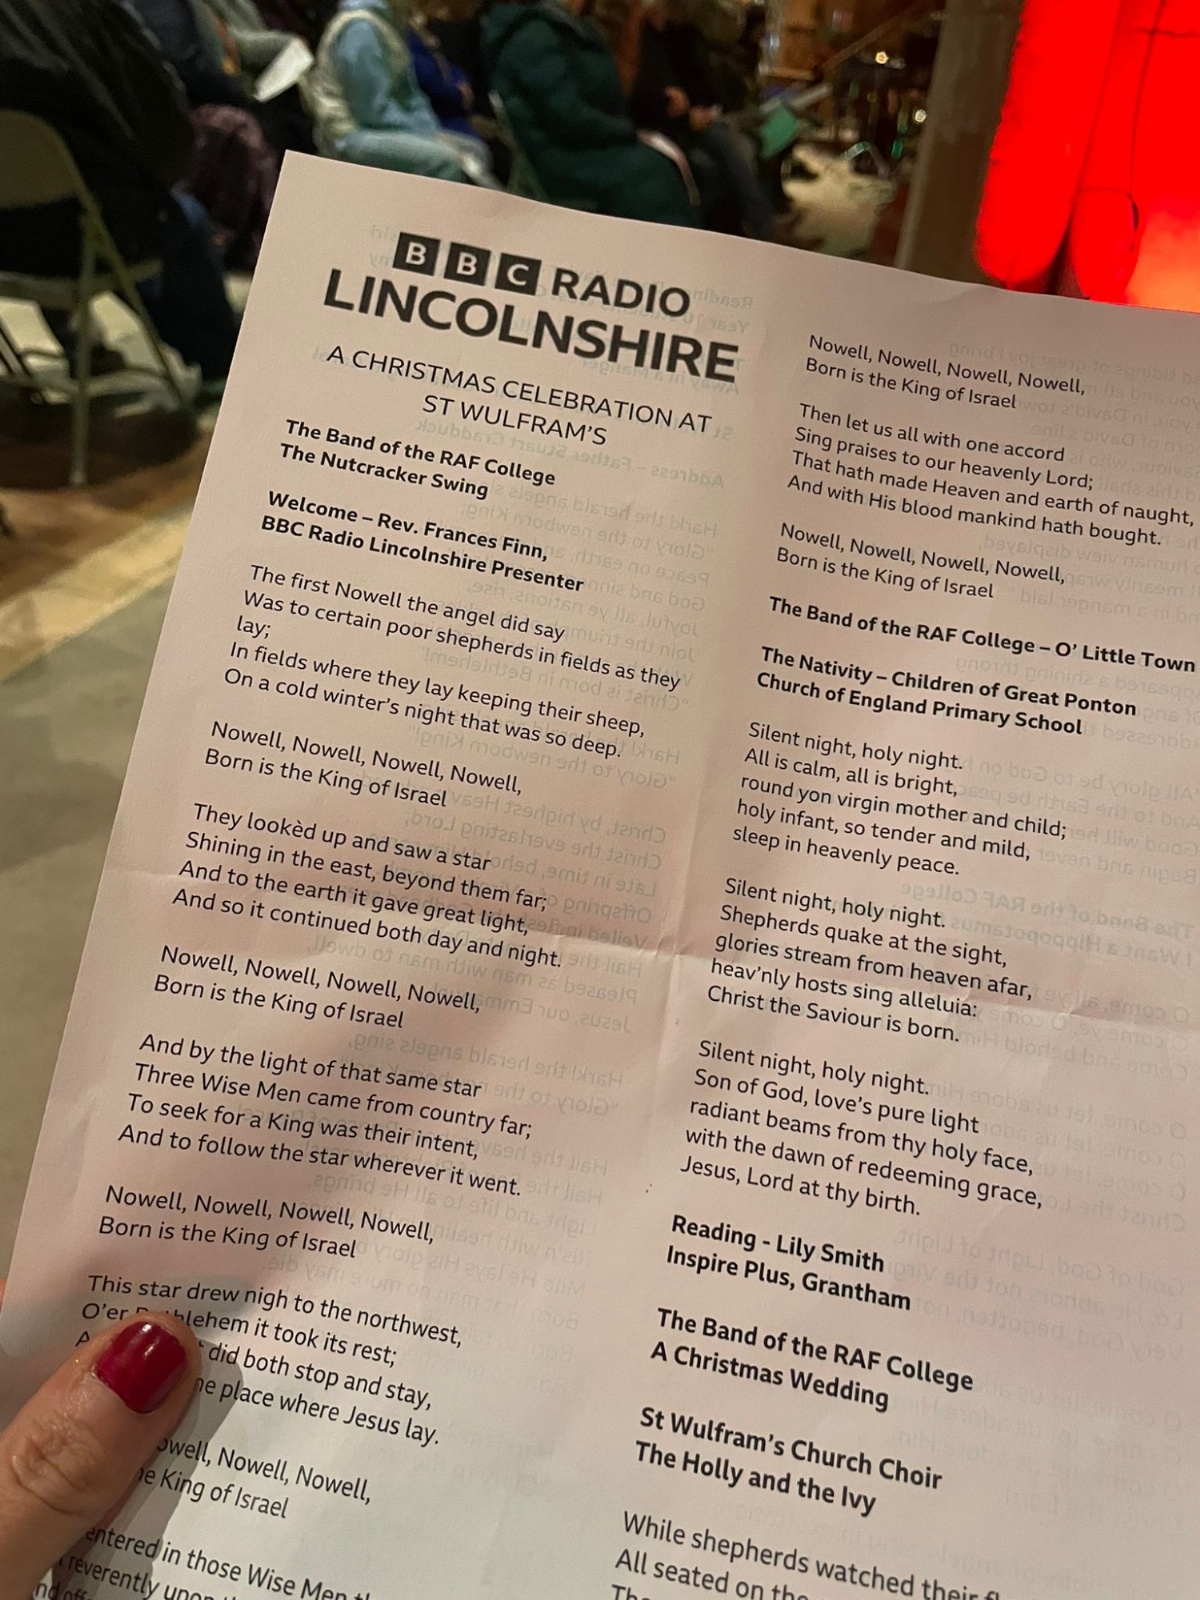 BBC RADIO
LINCOLNSHIRE
A CHRISTMAS CELEBRATION AT
ST WULFRAM'S
The Band of the RAF College
The Nutcracker Swing
Welcome – Rev. Frances Finn,
BBC Radio Lincolnshire Presenter
The first Nowell the angel did say
Was to certain poor shepherds in fields as they
lay;
In fields where they lay keeping their sheep,
On a cold winter's night that was so deep.
Nowell, Nowell, Nowell, Nowell,
Born is the King of Israel
They lookèd up and saw a star
Shining in the east, beyond them far;
And to the earth it gave great light,
And so it continued both day and night.
Nowell, Nowell, Nowell, Nowell,
Born is the King of Israel
And by the light of that same star
Three Wise Men came from country far;
To seek for a King was their intent,
And to follow the star wherever it went.
Nowell, Nowell, Nowell, Nowell,
Born is the King of Israel
This star drew nigh to the northwest,
O'er it took its rest;
did both stop and stay,
place where Jesus lay.
Nowell, Nowell,
King of Israel
entered in those Wise Men
reverently upon
Nowell, Nowell, Nowell, Nowell,
Born is the King of Israel
Then let us all with one accord
Sing praises to our heavenly Lord;
That hath made Heaven and earth of naught,
And with His blood mankind hath bought.
Nowell, Nowell, Nowell, Nowell,
Born is the King of Israel
The Band of the RAF College – O' Little Town
The Nativity – Children of Great Ponton
Church of England Primary School
Silent night, holy night.
All is calm, all is bright,
round yon virgin mother and child;
holy infant, so tender and mild,
sleep in heavenly peace.
Silent night, holy night.
Shepherds quake at the sight,
glories stream from heaven afar,
heav'nly hosts sing alleluia:
Christ the Saviour is born.
Silent night, holy night.
Son of God, love's pure light
radiant beams from thy holy face,
with the dawn of redeeming grace,
Jesus, Lord at thy birth.
Reading - Lily Smith
Inspire Plus, Grantham
The Band of the RAF College
A Christmas Wedding
St Wulfram's Church Choir
The Holly and the Ivy
While shepherds watched their
All seated on the